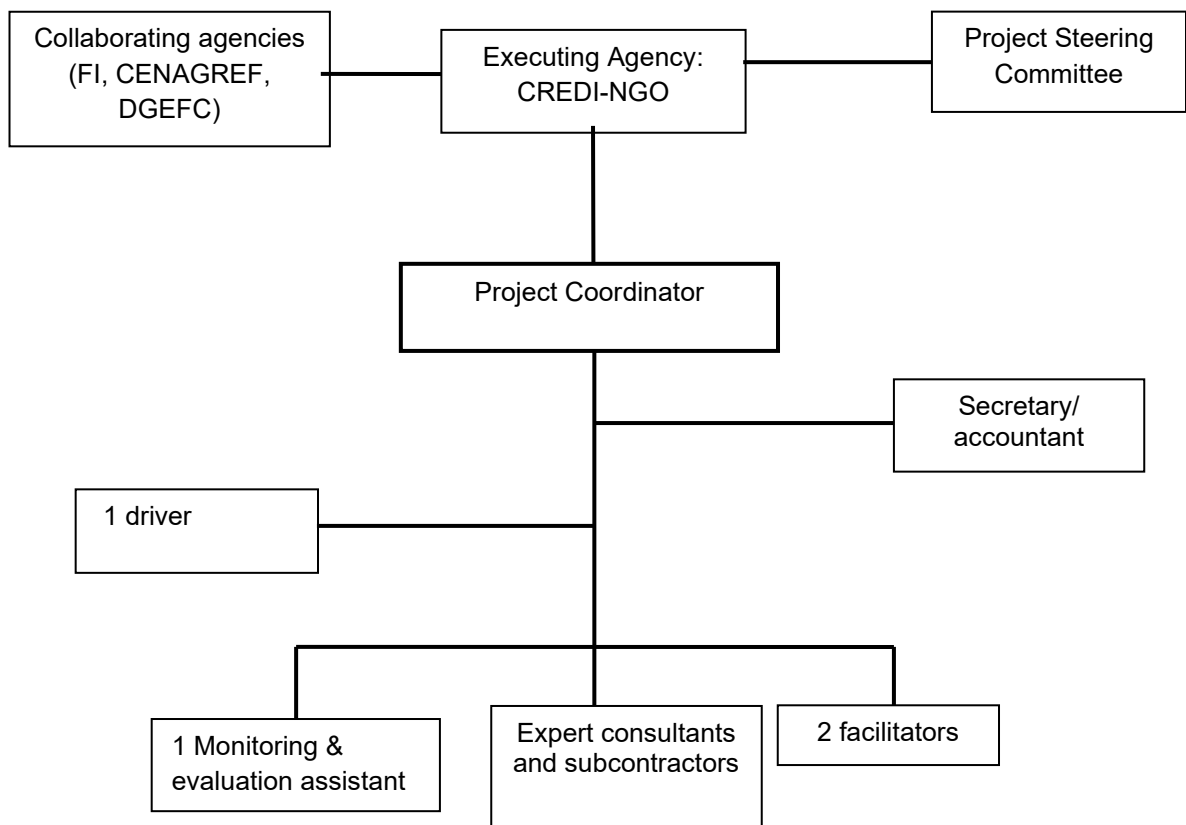 Collaborating agencies
(FI, CENAGREF,
DGEFC)
Executing Agency:
CREDI-NGO
Project Steering
Committee
Project Coordinator
Secretary/
accountant
1 driver
1 Monitoring &
evaluation assistant
Expert consultants
and subcontractors
2 facilitators